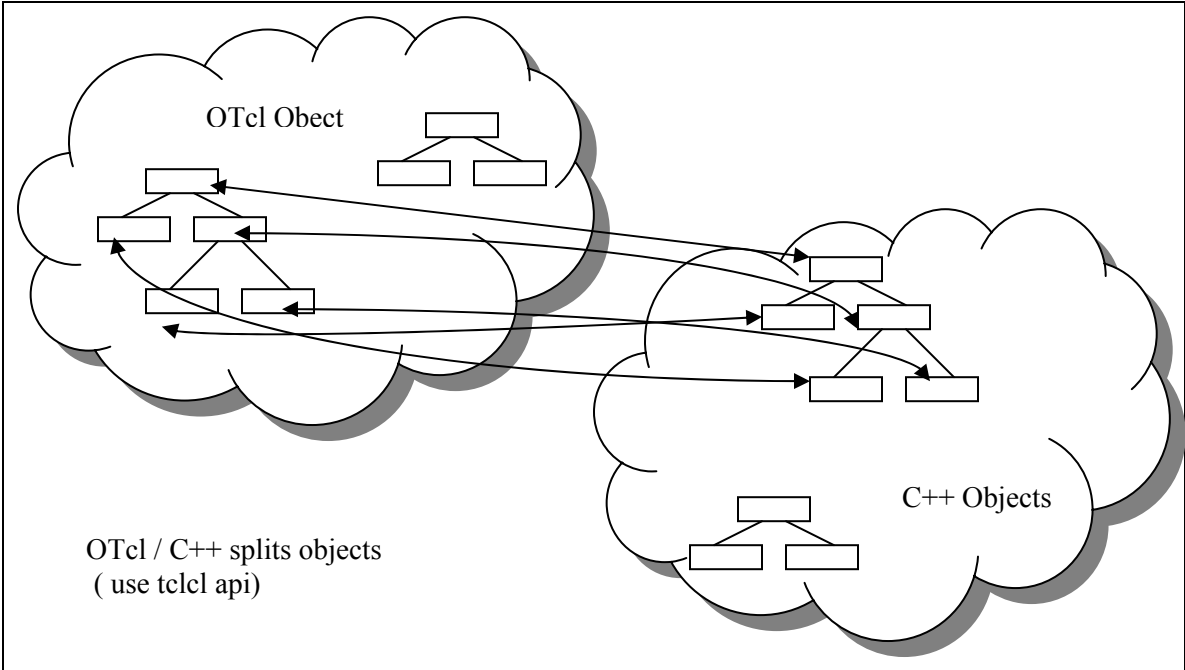 OTcl Obect
C++ Objects
OTcl / C++ splits objects
( use tclcl api)